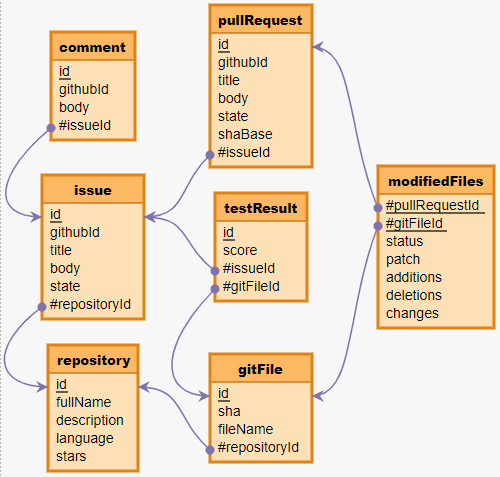 comment
id
githubId
body
#issueId
pullRequest
id
githubId
title
body
state
shaBase
#issueId
issue
id
githubId
title
body
state
#repositoryId
testResult
id
score
#issueId
#gitFileId
modifiedFiles
#pullRequestId
#gitFileId
status
patch
additions
deletions
changes
repository
id
fullName
description
language
stars
gitFile
id
sha
fileName
#repositoryId